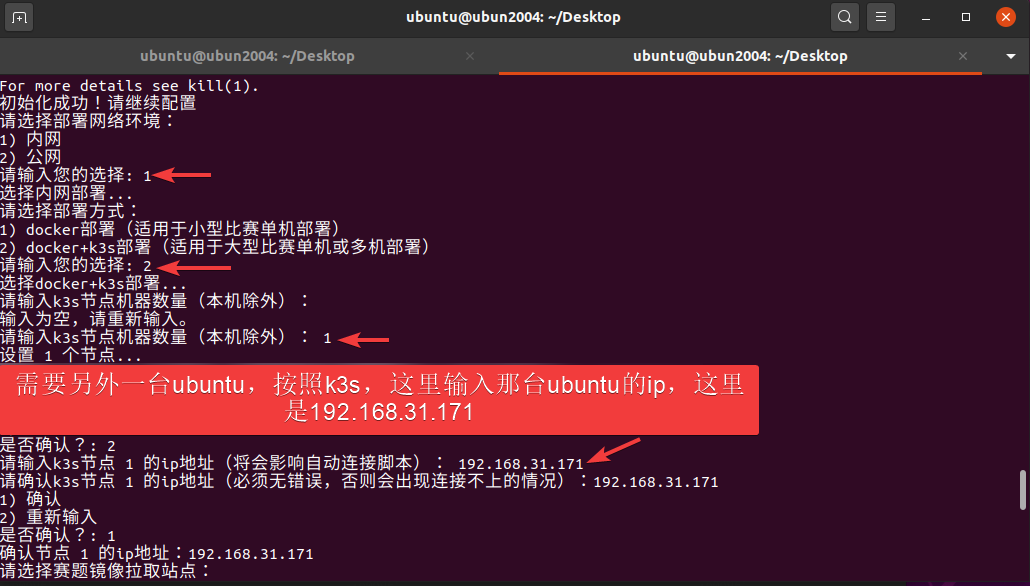 ubuntu@ubun2004: ~/Desktop
ubuntu@ubun2004: ~/Desktop
ubuntu@ubun2004: ~/Desktop
For more details see kill(1).
初始化成功！请继续配置
请选择部署网络环境：
1) 内网
2) 公网
请输入您的选择: 1
选择内网部署...
请选择部署方式：
1) docker部署（适用于小型比赛单机部署）
2) docker+k3s部署（适用于大型比赛单机或多机部署）
请输入您的选择: 2
选择docker+k3s部署...
请输入k3s节点机器数量（本机除外）：
输入为空，请重新输入。
请输入k3s节点机器数量（本机除外）： 1
设置 1 个节点...
需要另外一台ubuntu，按照k3s，这里输入那台ubuntu的ip，这里
是192.168.31.171
是否确认？: 2
请输入k3s节点 1 的ip地址（将会影响自动连接脚本）： 192.168.31.171
请确认k3s节点 1 的ip地址（必须无错误，否则会出现连接不上的情况）：192.168.31.171
1) 确认
2) 重新输入
是否确认？: 1
确认节点 1 的ip地址：192.168.31.171
请选择赛题镜像拉取站点：